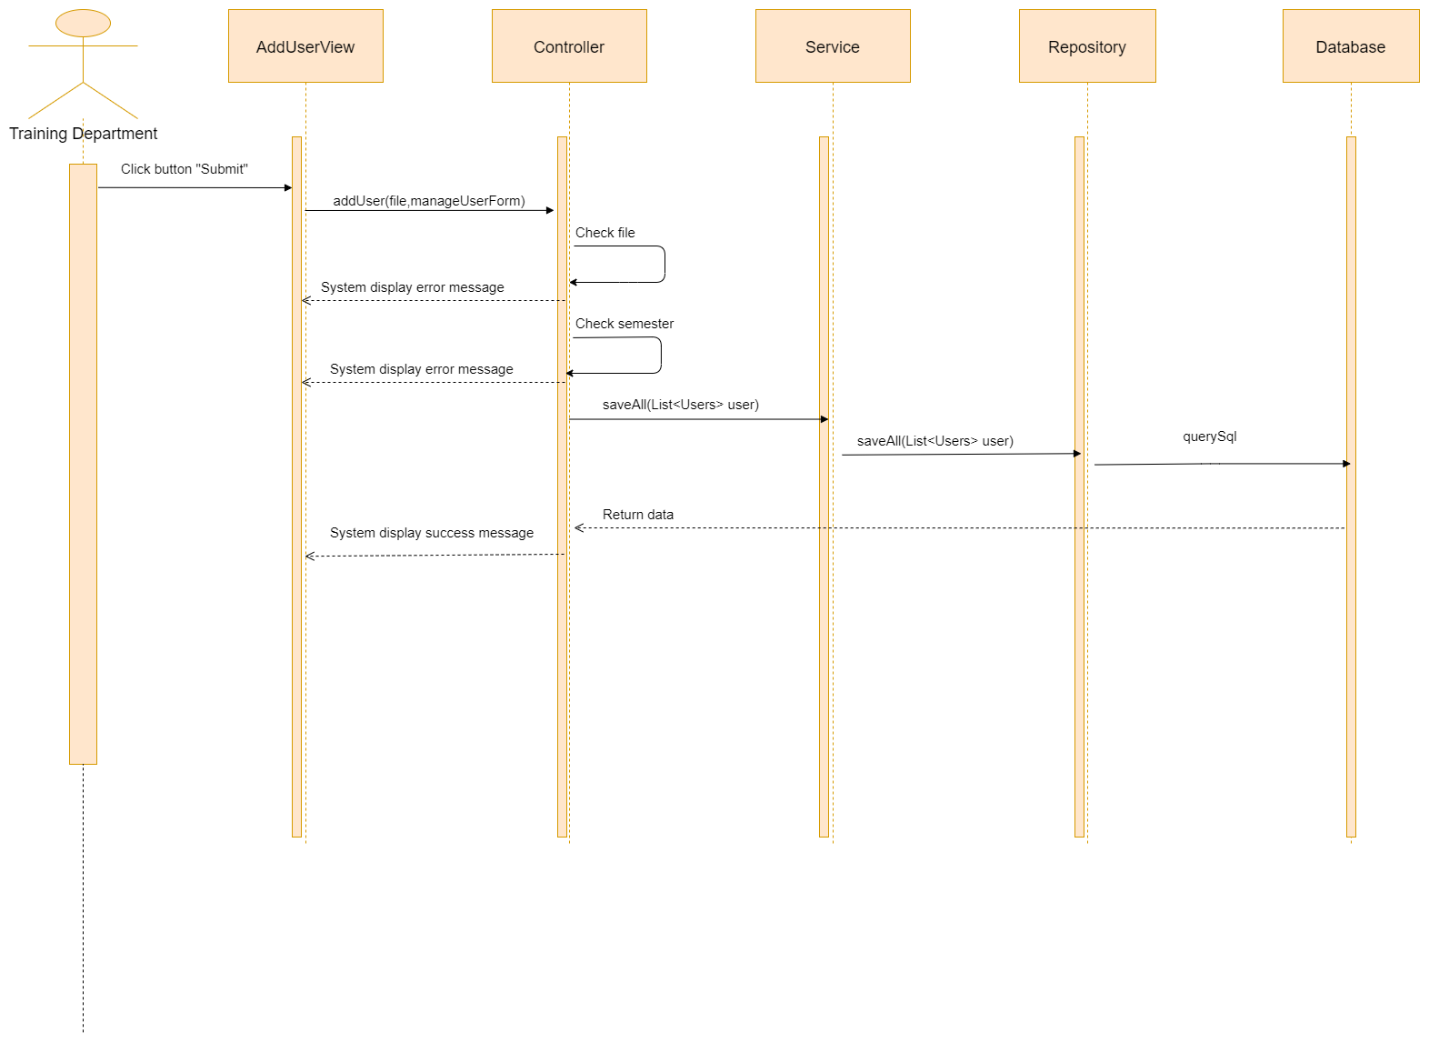 AddUserView
Controller
Service
Repository
Database
Training Department
Click button "Submit"
addUser(file,manageUserForm)
Check file
System display error message
Check semester
System display error message
saveAll(List<Users> user)
saveAll(List<Users> user)
querySql
Return data
System display success message